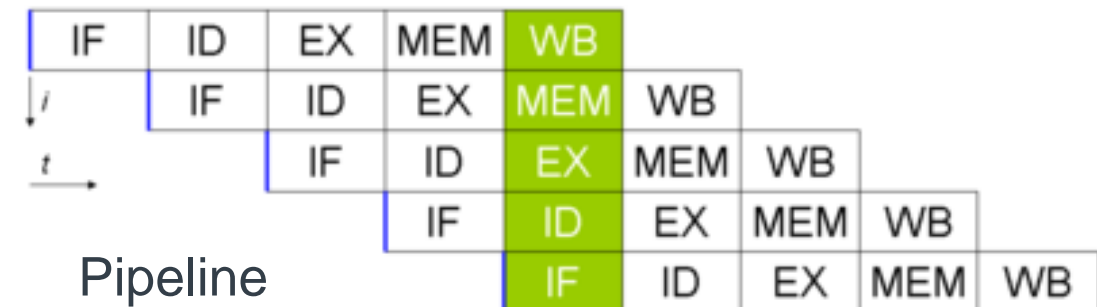 IF ID EX MEM WB
i IF ID EX MEM WB
t IF ID EX MEM WB
IF ID EX MEM WB
Pipeline IF ID EX MEM WB